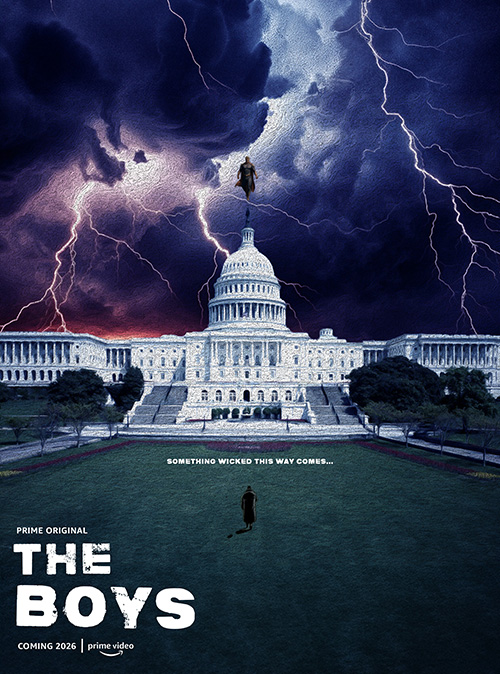 SOMETHING WICKED THIS WAY COMES...
PRIME ORIGINAL
THE
BOYS
COMING 2026 | prime video